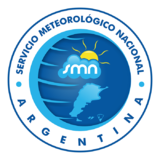 SERVICIO METEOROLÓGICO NACIONAL
smn
ARGENTINA